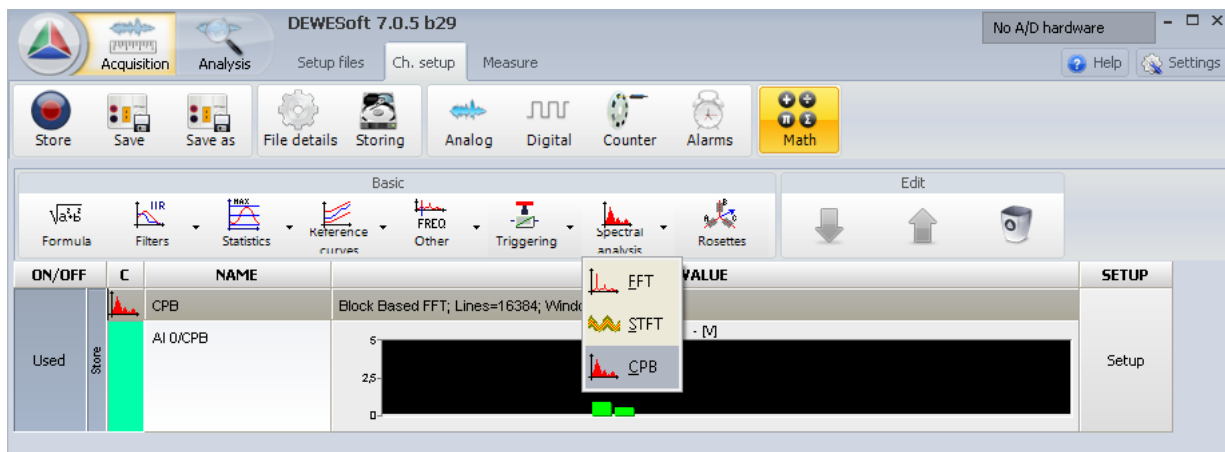 DEWESoft 7.0.5 b29
No A/D hardware
Acquisition Analysis Setup files Ch. setup Measure Help Settings
Store Save Save as File details Storing Analog Digital Counter Alarms Math
Basic Edit
Formula Filters Statistics Reference curves FREQ Other Triggering Spectral analysis Rosettes
IIR
MAX
ON/OFF C NAME VALUE SETUP
CPB Block Based FFT; Lines=16384;
FFT
STFT
CPB
Used Store AI 0/CPB - [V] Setup
5
2,5
0